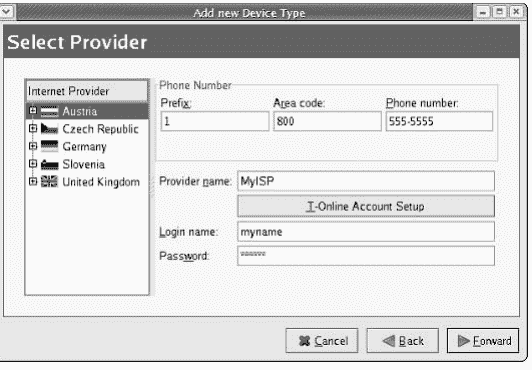 Add new Device Type
Select Provider
Internet Provider
Austria
Czech Republic
Germany
Slovenia
United Kingdom
Phone Number
Prefix: Area code: Phone number:
1 800 555-5555
Provider name: MyISP
T-Online Account Setup
Login name: myname
Password: ******
Cancel Back Forward